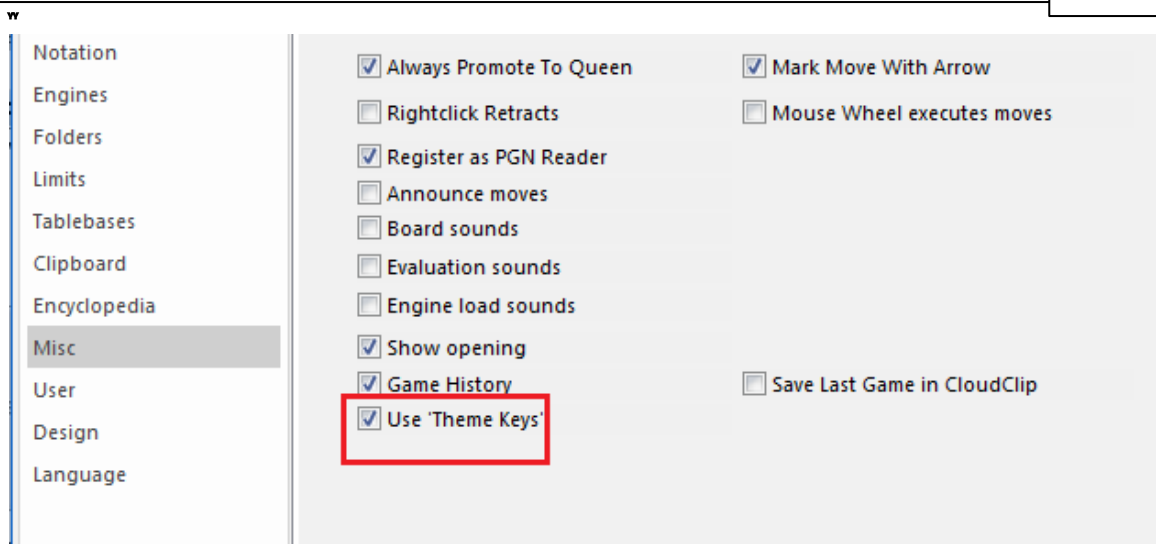 Notation
Engines
Folders
Limits
Tablebases
Clipboard
Encyclopedia
Misc
User
Design
Language
Always Promote To Queen
Mark Move With Arrow
Rightclick Retracts
Mouse Wheel executes moves
Register as PGN Reader
Announce moves
Board sounds
Evaluation sounds
Engine load sounds
Show opening
Game History
Save Last Game in CloudClip
Use 'Theme Keys'